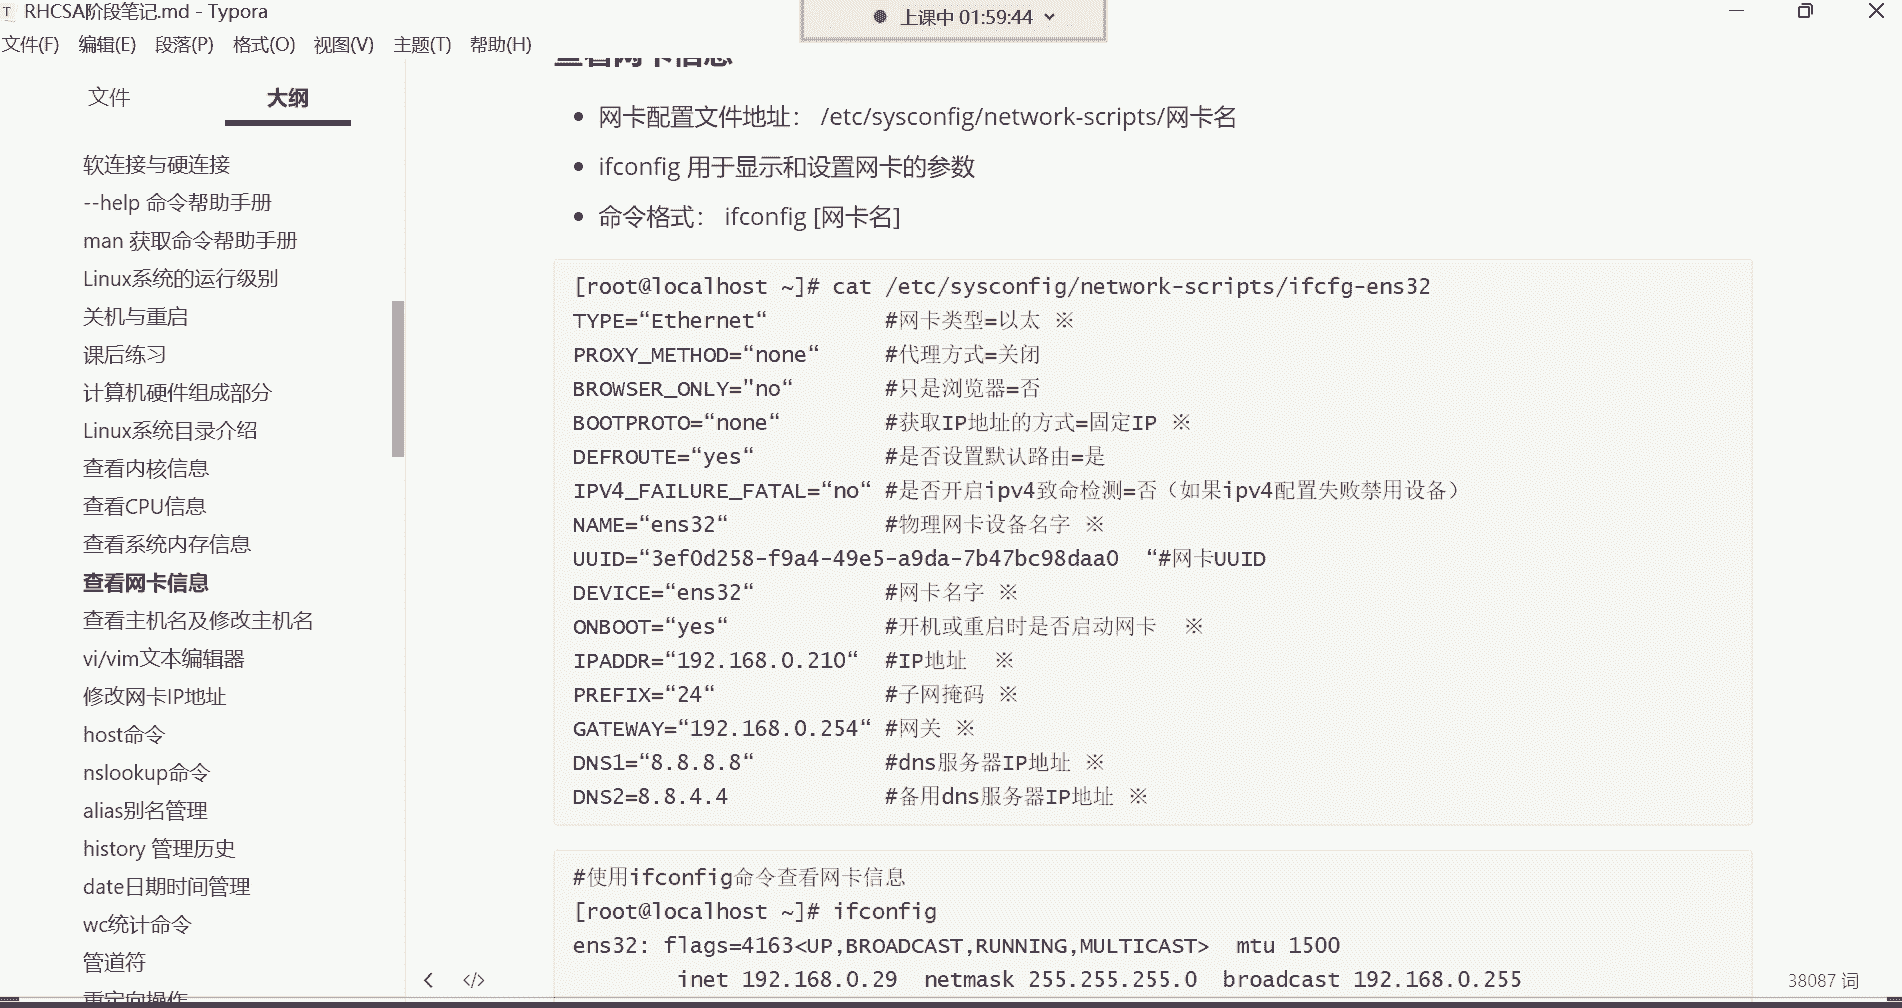 RHCSA阶段笔记.md - Typora
上课中 01:59:44
文件(F) 编辑(E) 段落(P) 格式(O) 视图(V) 主题(T) 帮助(H)
文件 大纲
软连接与硬连接
--help 命令帮助手册
man 获取命令帮助手册
Linux系统的运行级别
关机与重启
课后练习
计算机硬件组成部分
Linux系统目录介绍
查看内核信息
查看CPU信息
查看系统内存信息
查看网卡信息
查看主机名及修改主机名
vi/vim文本编辑器
修改网卡IP地址
host命令
nslookup命令
alias别名管理
history 管理历史
date日期时间管理
wc统计命令
管道符
重定向操作
查看网卡信息
• 网卡配置文件地址： /etc/sysconfig/network-scripts/网卡名
• ifconfig 用于显示和设置网卡的参数
• 命令格式： ifconfig [网卡名]
[root@localhost ~]# cat /etc/sysconfig/network-scripts/ifcfg-ens32
TYPE=“Ethernet“ #网卡类型=以太 ※
PROXY_METHOD=“none“ #代理方式=关闭
BROWSER_ONLY="no“ #只是浏览器=否
BOOTPROTO=“none“ #获取IP地址的方式=固定IP ※
DEFROUTE=“yes“ #是否设置默认路由=是
IPV4_FAILURE_FATAL=“no“ #是否开启ipv4致命检测=否（如果ipv4配置失败禁用设备）
NAME=“ens32“ #物理网卡设备名字 ※
UUID=“3ef0d258-f9a4-49e5-a9da-7b47bc98daa0 “#网卡UUID
DEVICE=“ens32“ #网卡名字 ※
ONBOOT=“yes“ #开机或重启时是否启动网卡 ※
IPADDR=“192.168.0.210“ #IP地址 ※
PREFIX=“24“ #子网掩码 ※
GATEWAY=“192.168.0.254“ #网关 ※
DNS1=“8.8.8.8“ #dns服务器IP地址 ※
DNS2=8.8.4.4 #备用dns服务器IP地址 ※
#使用ifconfig命令查看网卡信息
[root@localhost ~]# ifconfig
ens32: flags=4163<UP,BROADCAST,RUNNING,MULTICAST> mtu 1500
inet 192.168.0.29 netmask 255.255.255.0 broadcast 192.168.0.255
38087 词